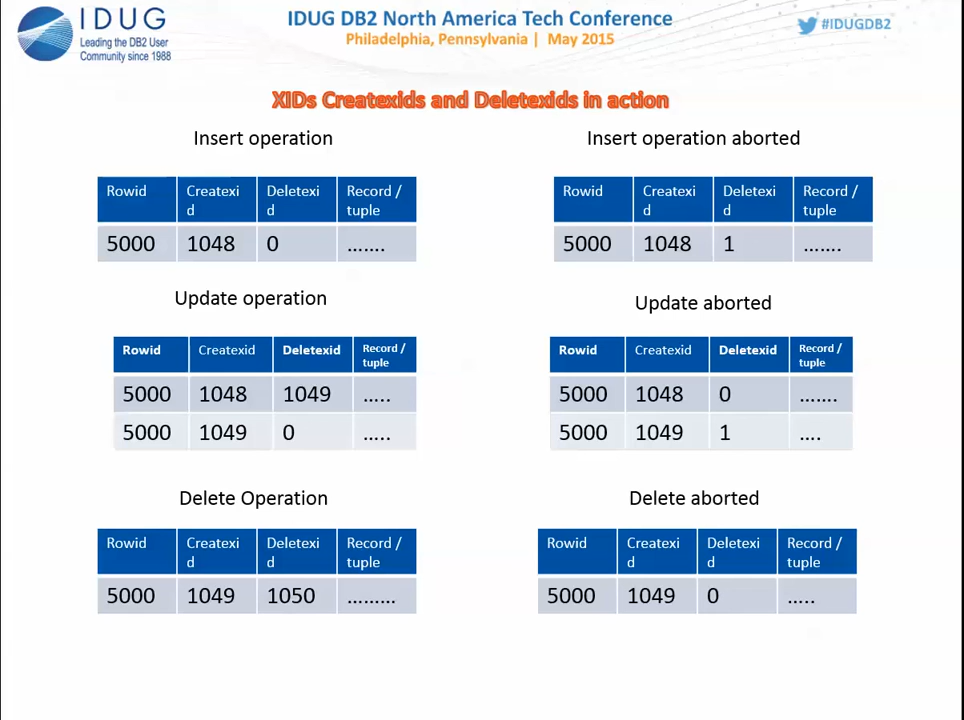 IDUG
Leading the DB2 User
Community since 1988
IDUG DB2 North America Tech Conference
Philadelphia, Pennsylvania | May 2015
#IDUGDB2
XIDs Createxids and Deletexids in action
Insert operation
Rowid Createxi
d Deletexi
d Record /
tuple
5000 1048 0 .......
Insert operation aborted
Rowid Createxi
d Deletexi
d Record /
tuple
5000 1048 1 .......
Update operation
Rowid Createxid Deletexid Record /
tuple
5000 1048 1049 .....
5000 1049 0 .....
Update aborted
Rowid Createxid Deletexid Record /
tuple
5000 1048 0 .......
5000 1049 1 ....
Delete Operation
Rowid Createxi
d Deletexi
d Record /
tuple
5000 1049 1050 .........
Delete aborted
Rowid Createxi
d Deletexi
d Record /
tuple
5000 1049 0 .....